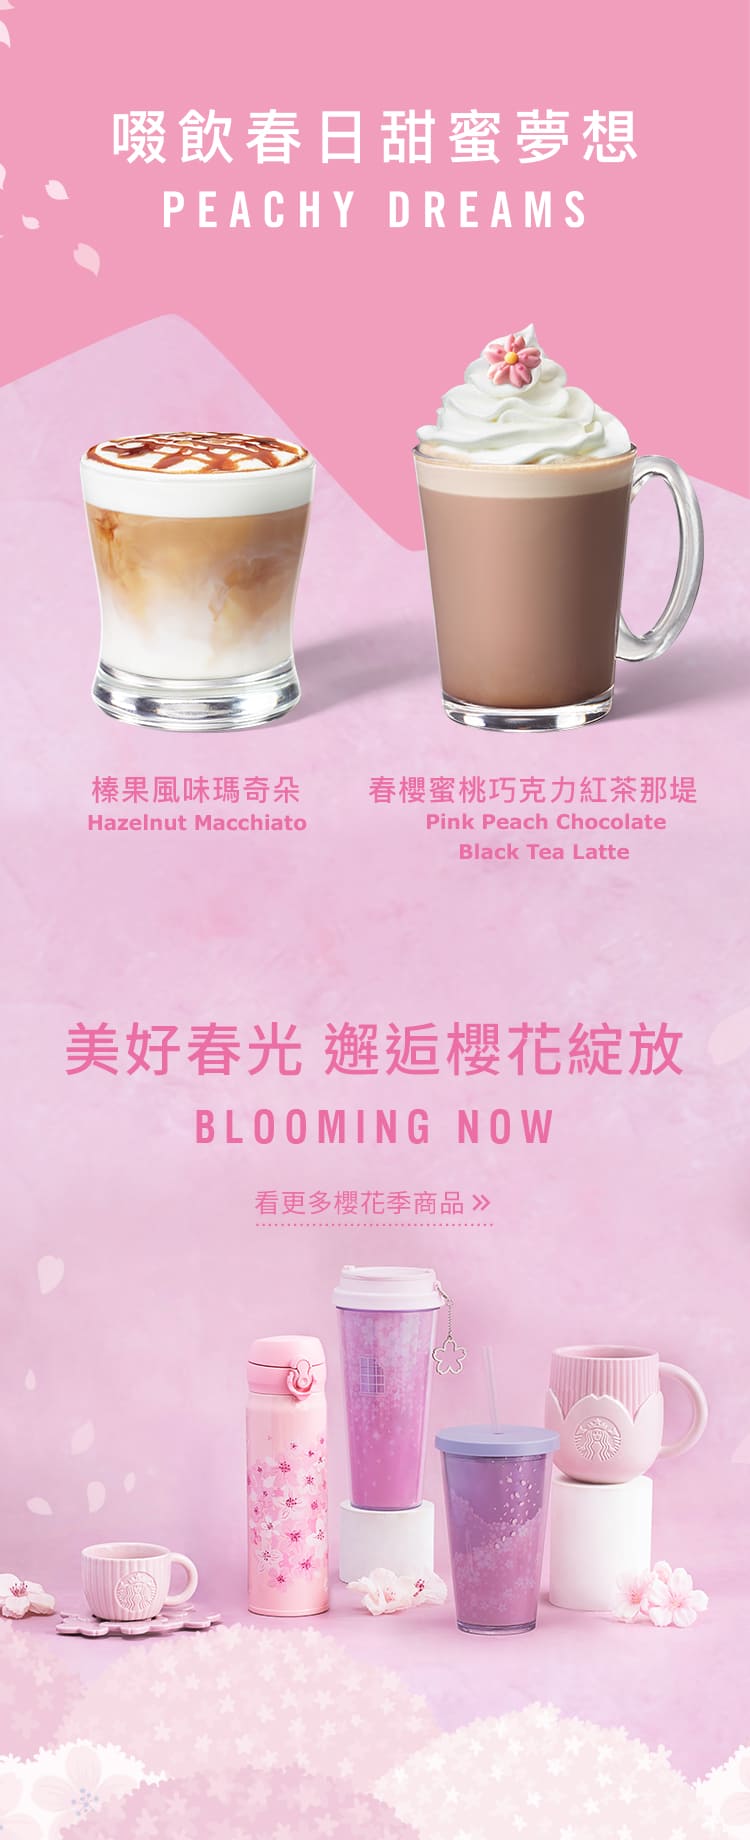 啜飲春日甜蜜夢想
PEACHY DREAMS
榛果風味瑪奇朵
Hazelnut Macchiato
春櫻蜜桃巧克力紅茶那堤
Pink Peach Chocolate
Black Tea Latte
美好春光 邂逅櫻花綻放
BLOOMING NOW
看更多櫻花季商品 »